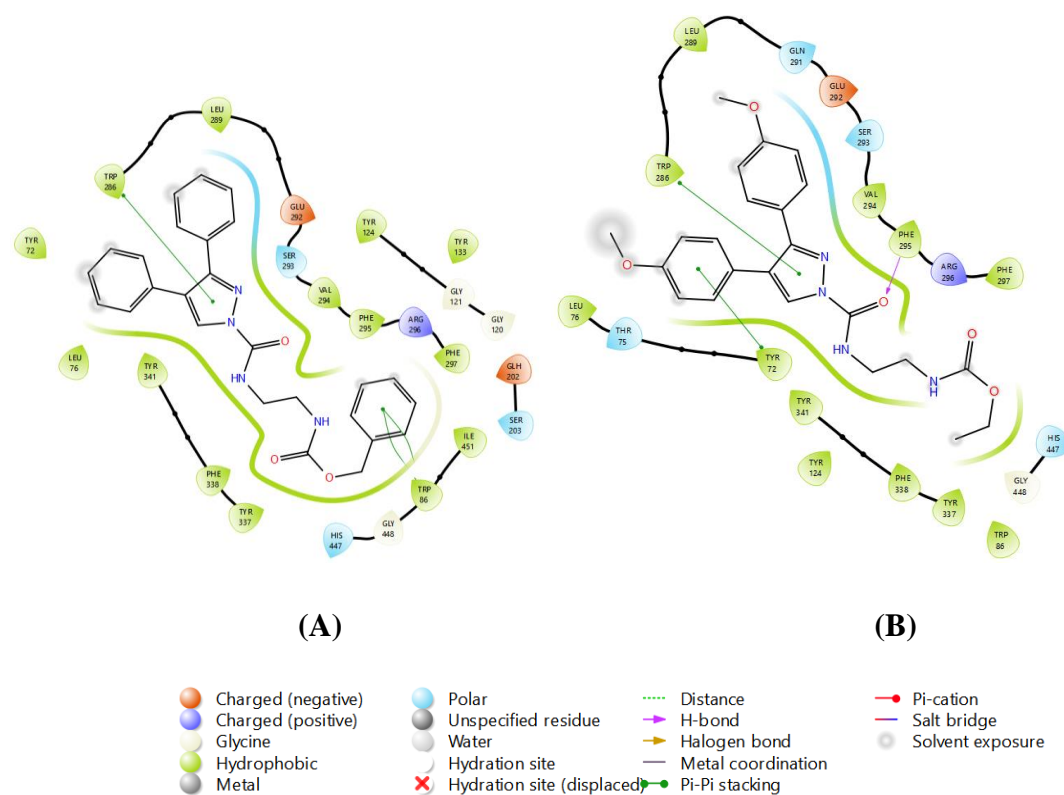 LEU
289
TRP
286
TYR
72
GLU
292
SER
293
TYR
124
TYR
133
VAL
294
GLY
121
PHE
295
ARG
296
GLY
120
PHE
297
LEU
76
TYR
341
GLH
202
SER
203
ILE
451
PHE
338
TRP
86
TYR
337
GLY
448
HIS
447
N
N
O
HN
NH
O
O
(A)
LEU
289
GLN
291
GLU
292
SER
293
TRP
286
VAL
294
PHE
295
ARG
296
PHE
297
LEU
76
THR
75
TYR
72
TYR
341
TYR
124
PHE
338
TYR
337
HIS
447
GLY
448
TRP
86
O
O
N
N
O
HN
N
H
O
O
(B)
Charged (negative)
Charged (positive)
Glycine
Hydrophobic
Metal
Polar
Unspecified residue
Water
Hydration site
Hydration site (displaced)
Distance
H-bond
Halogen bond
Metal coordination
Pi-Pi stacking
Pi-cation
Salt bridge
Solvent exposure